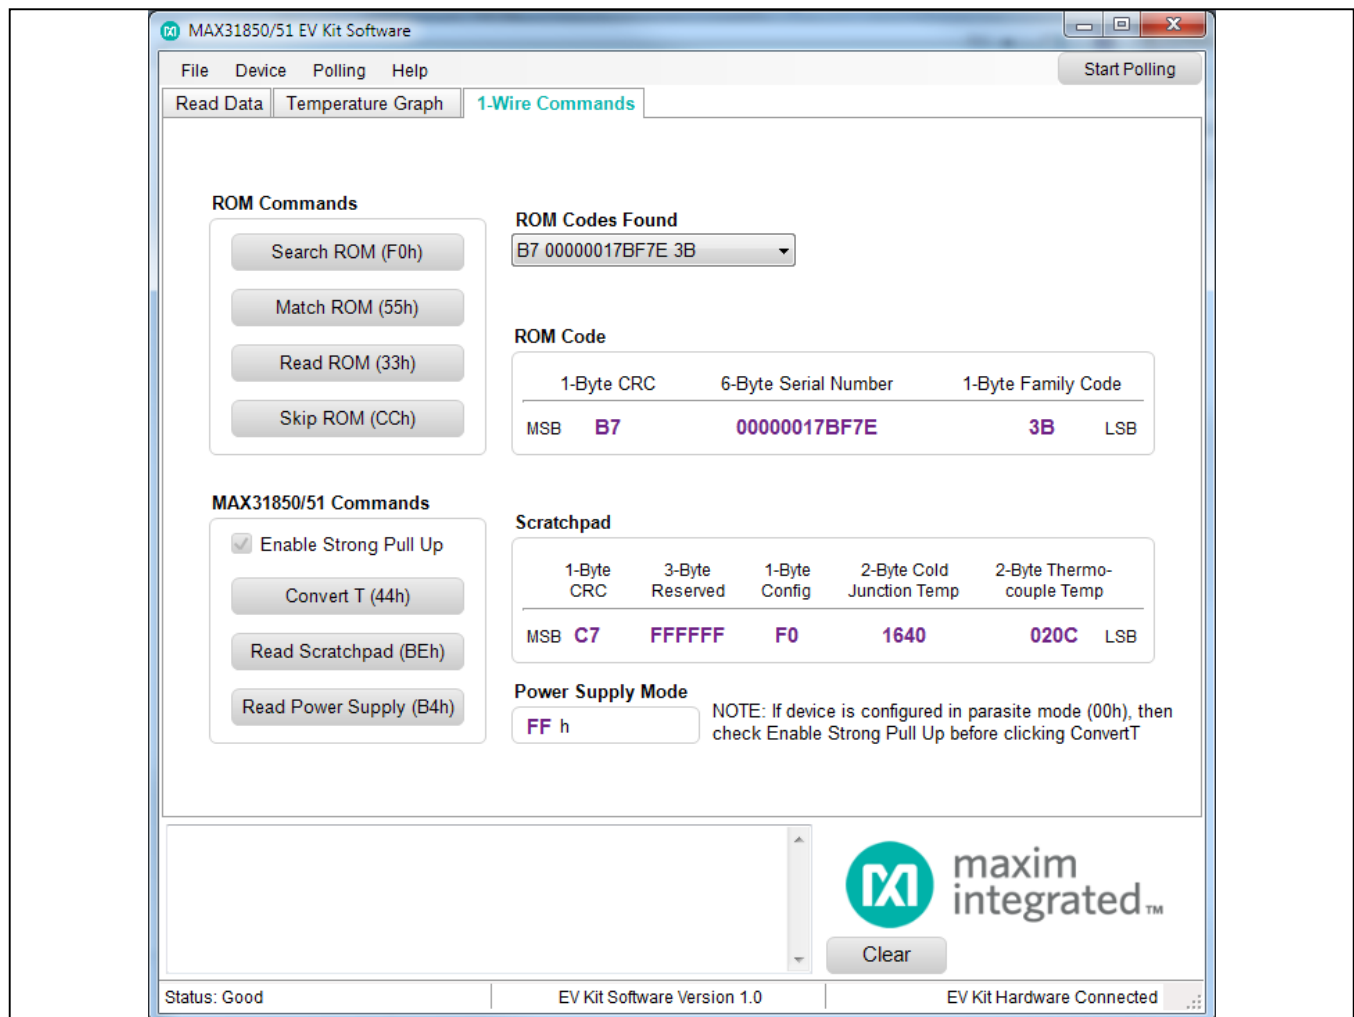 MAX31850/51 EV Kit Software
File Device Polling Help Start Polling
Read Data Temperature Graph 1-Wire Commands
ROM Commands
Search ROM (F0h)
Match ROM (55h)
Read ROM (33h)
Skip ROM (CCh)
ROM Codes Found
B7 00000017BF7E 3B
ROM Code
1-Byte CRC 6-Byte Serial Number 1-Byte Family Code
MSB B7 00000017BF7E 3B LSB
MAX31850/51 Commands
Enable Strong Pull Up
Convert T (44h)
Read Scratchpad (BEh)
Read Power Supply (B4h)
Scratchpad
1-Byte 3-Byte 1-Byte 2-Byte Cold 2-Byte Thermo-
CRC Reserved Config Junction Temp couple Temp
MSB C7 FFFFFF F0 1640 020C LSB
Power Supply Mode
FF h
NOTE: If device is configured in parasite mode (00h), then
check Enable Strong Pull Up before clicking ConvertT
maxim
integrated™
Clear
Status: Good EV Kit Software Version 1.0 EV Kit Hardware Connected